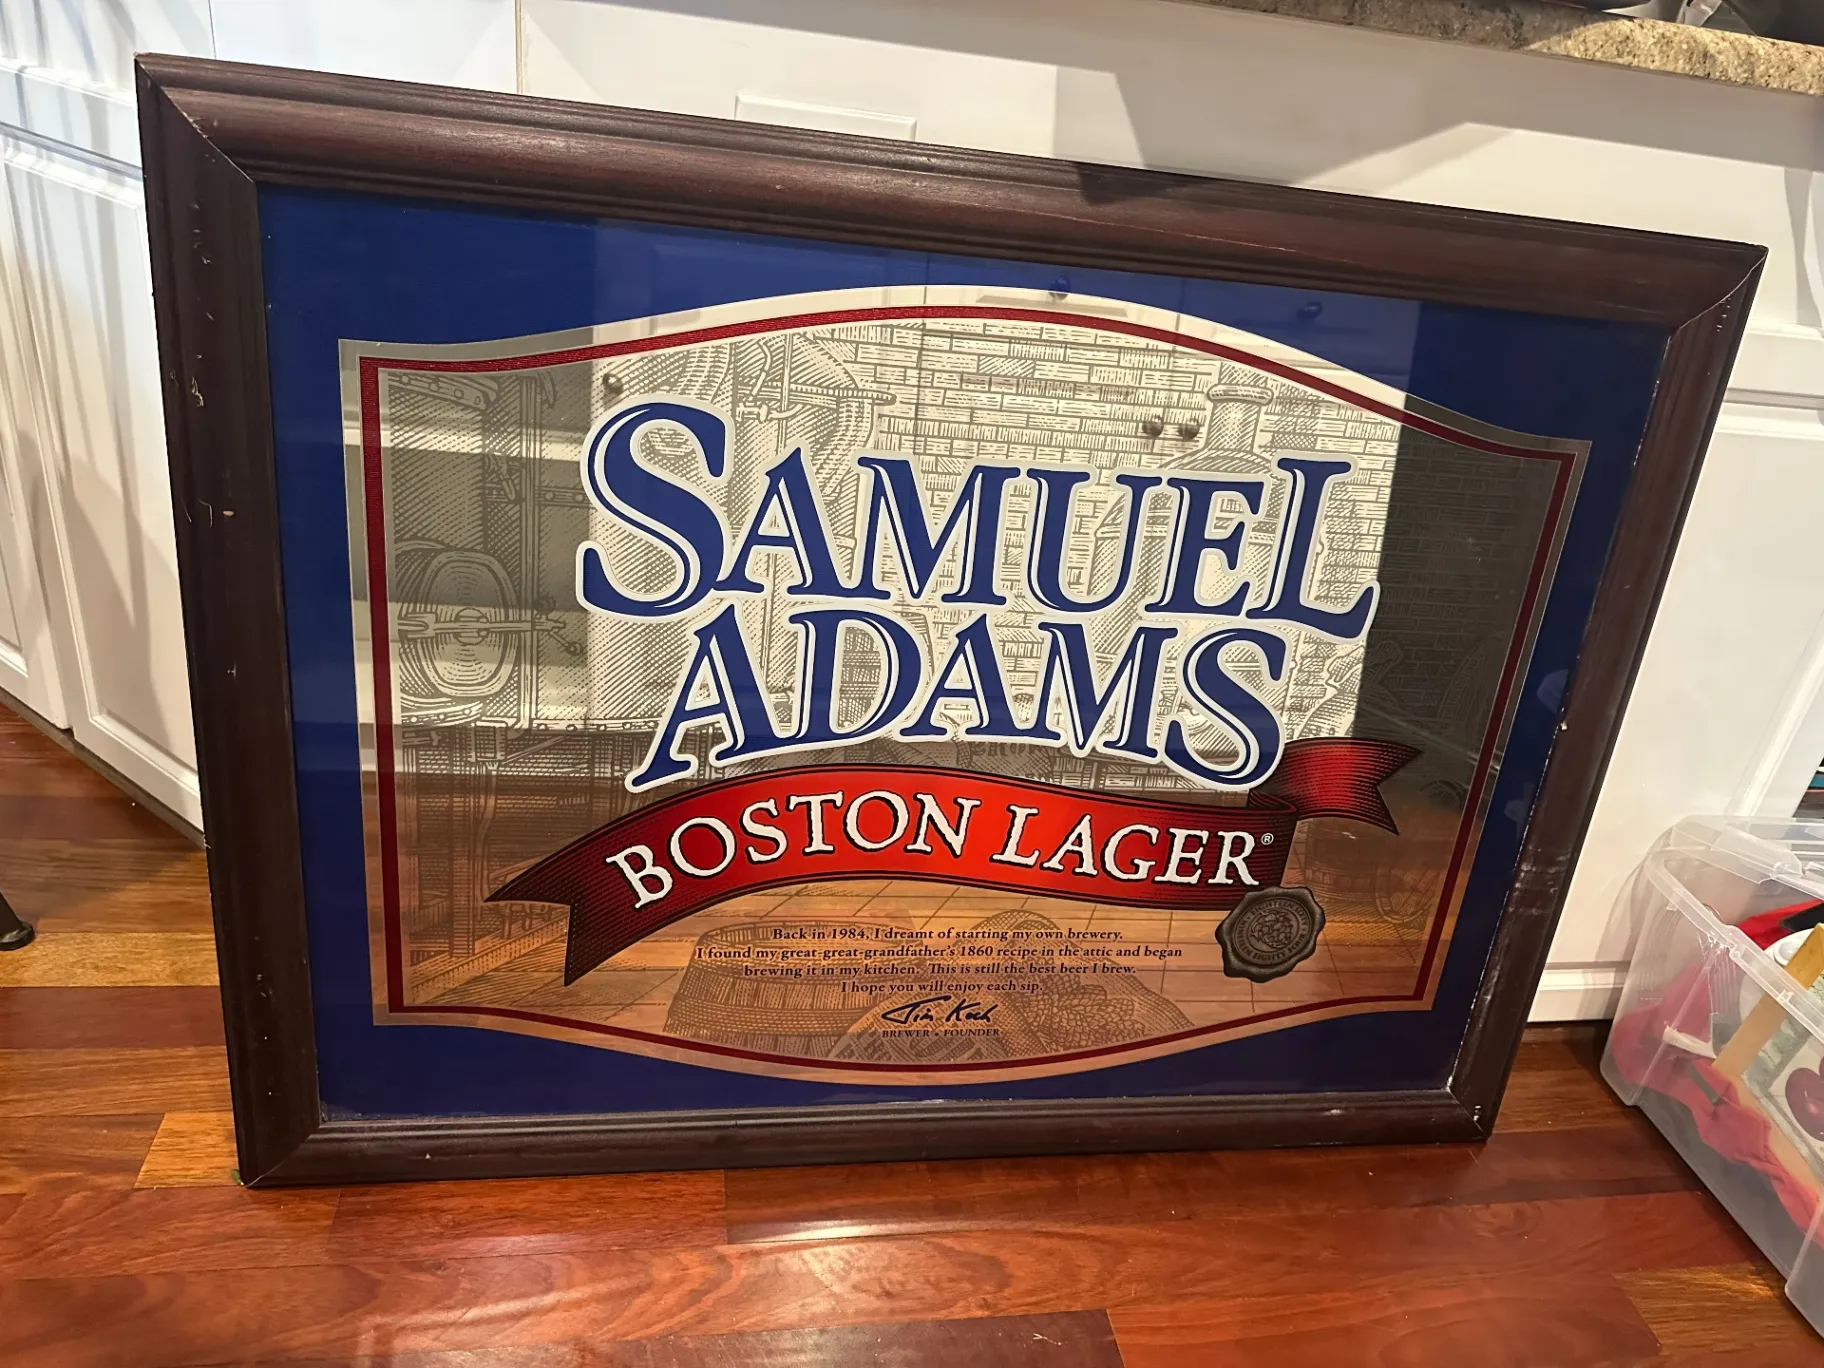 SAMUEL
ADAMS
BOSTON LAGER®
Back in 1984, I dreamt of starting my own brewery.
I found my great-great-grandfather's 1860 recipe in the attic and began
brewing it in my kitchen. This is still the best beer I brew.
I hope you will enjoy each sip.
Jim Koch
BREWER • FOUNDER